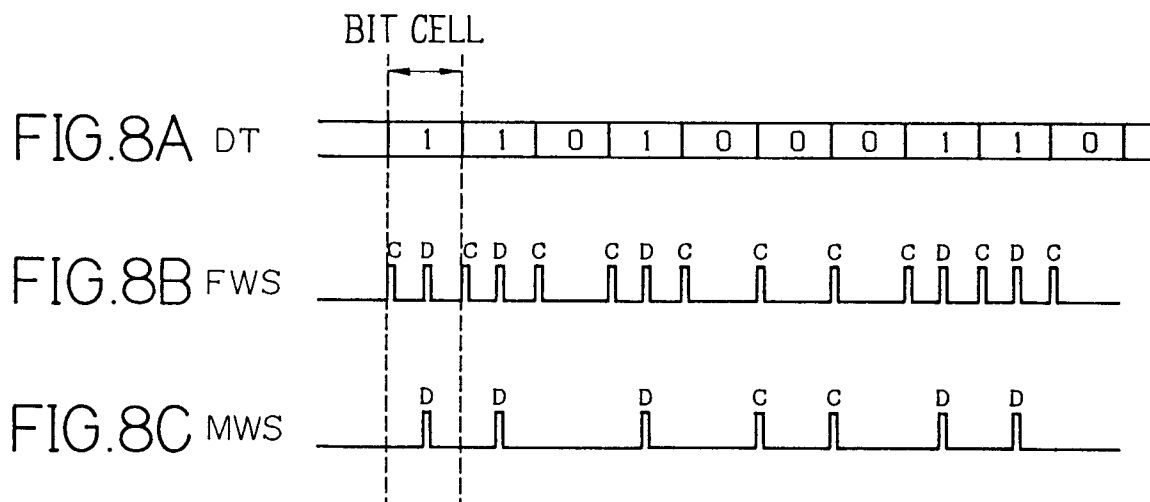 BIT CELL
FIG.8A DT 1 1 0 1 0 0 0 1 1 0
C D C D C C D C C C C D C D C
FIG.8B FWS
D D D C C D D
FIG.8C MWS